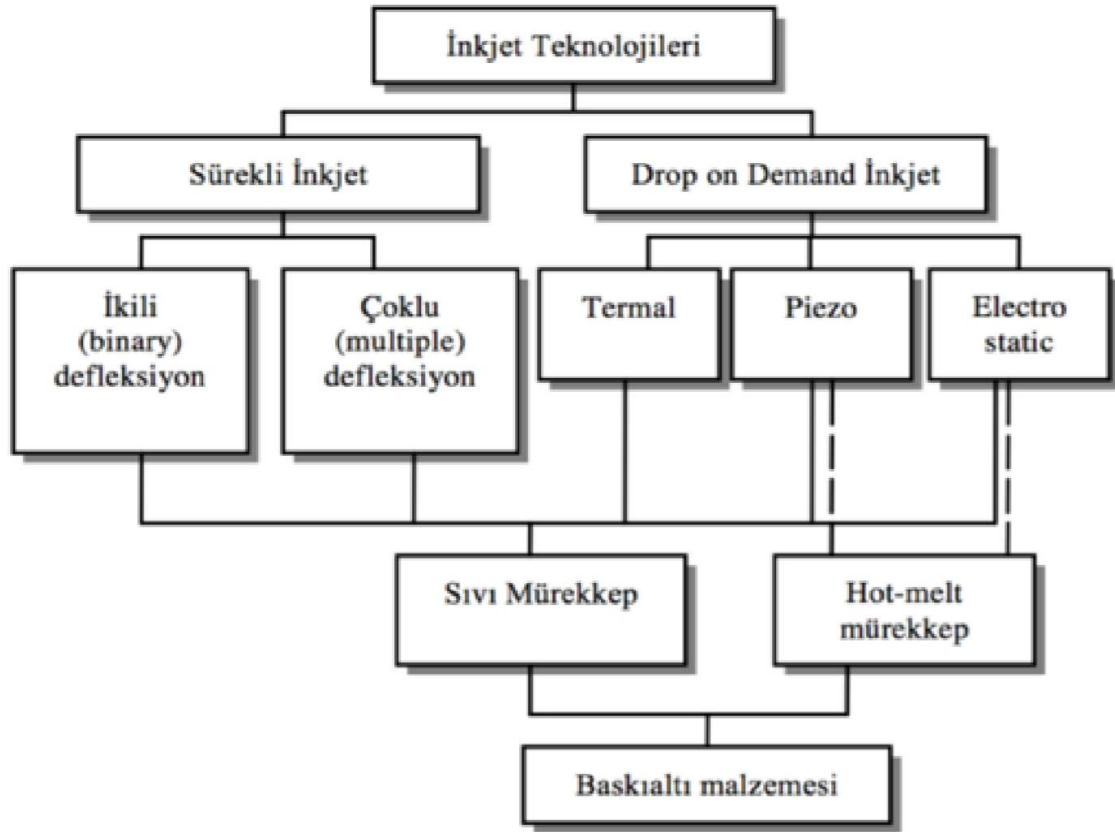 İnkjet Teknolojileri
Sürekli İnkjet
Drop on Demand İnkjet
İkili
(binary)
defleksiyon
Çoklu
(multiple)
defleksiyon
Termal
Piezo
Electro
static
Sıvı Mürekkep
Hot-melt
mürekkep
Baskıaltı malzemesi